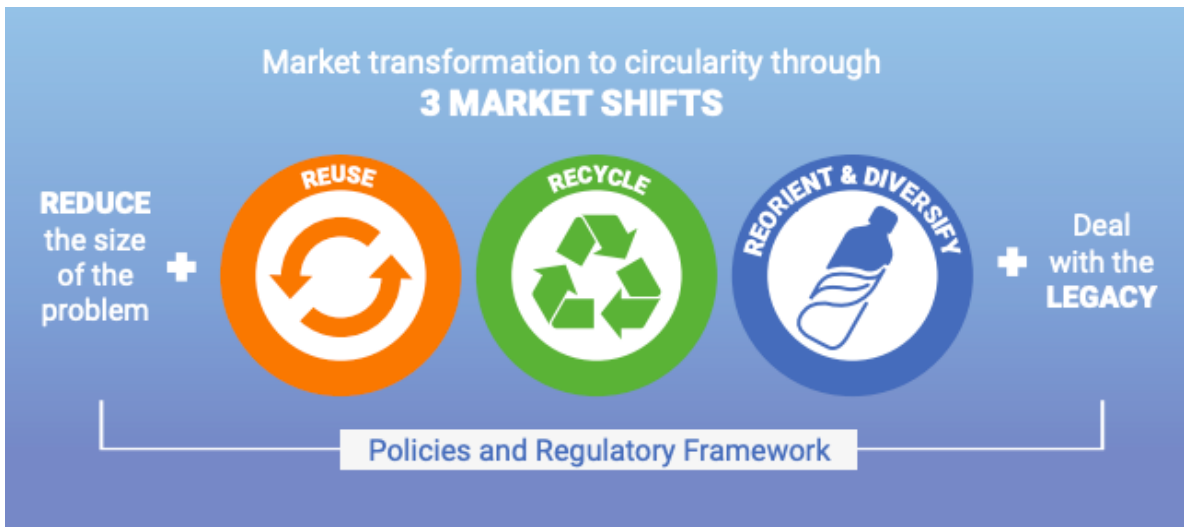 Market transformation to circularity through
3 MARKET SHIFTS
REDUCE
the size
of the
problem
+
REUSE
RECYCLE
REORIENT & DIVERSIFY
+
Deal
with the
LEGACY
Policies and Regulatory Framework